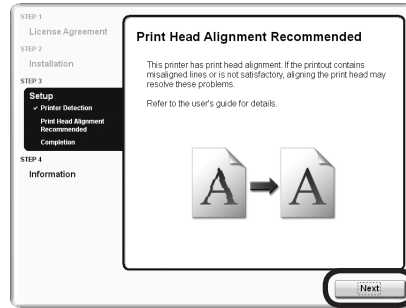 STEP 1
License Agreement
STEP 2
Installation
STEP 3
Setup
✓ Printer Detection
Print Head Alignment
Recommended
Completion
STEP 4
Information
Print Head Alignment Recommended
This printer has print head alignment. If the printout contains
misaligned lines or is not satisfactory, aligning the print head may
resolve these problems.
Refer to the user's guide for details.
A A
Next